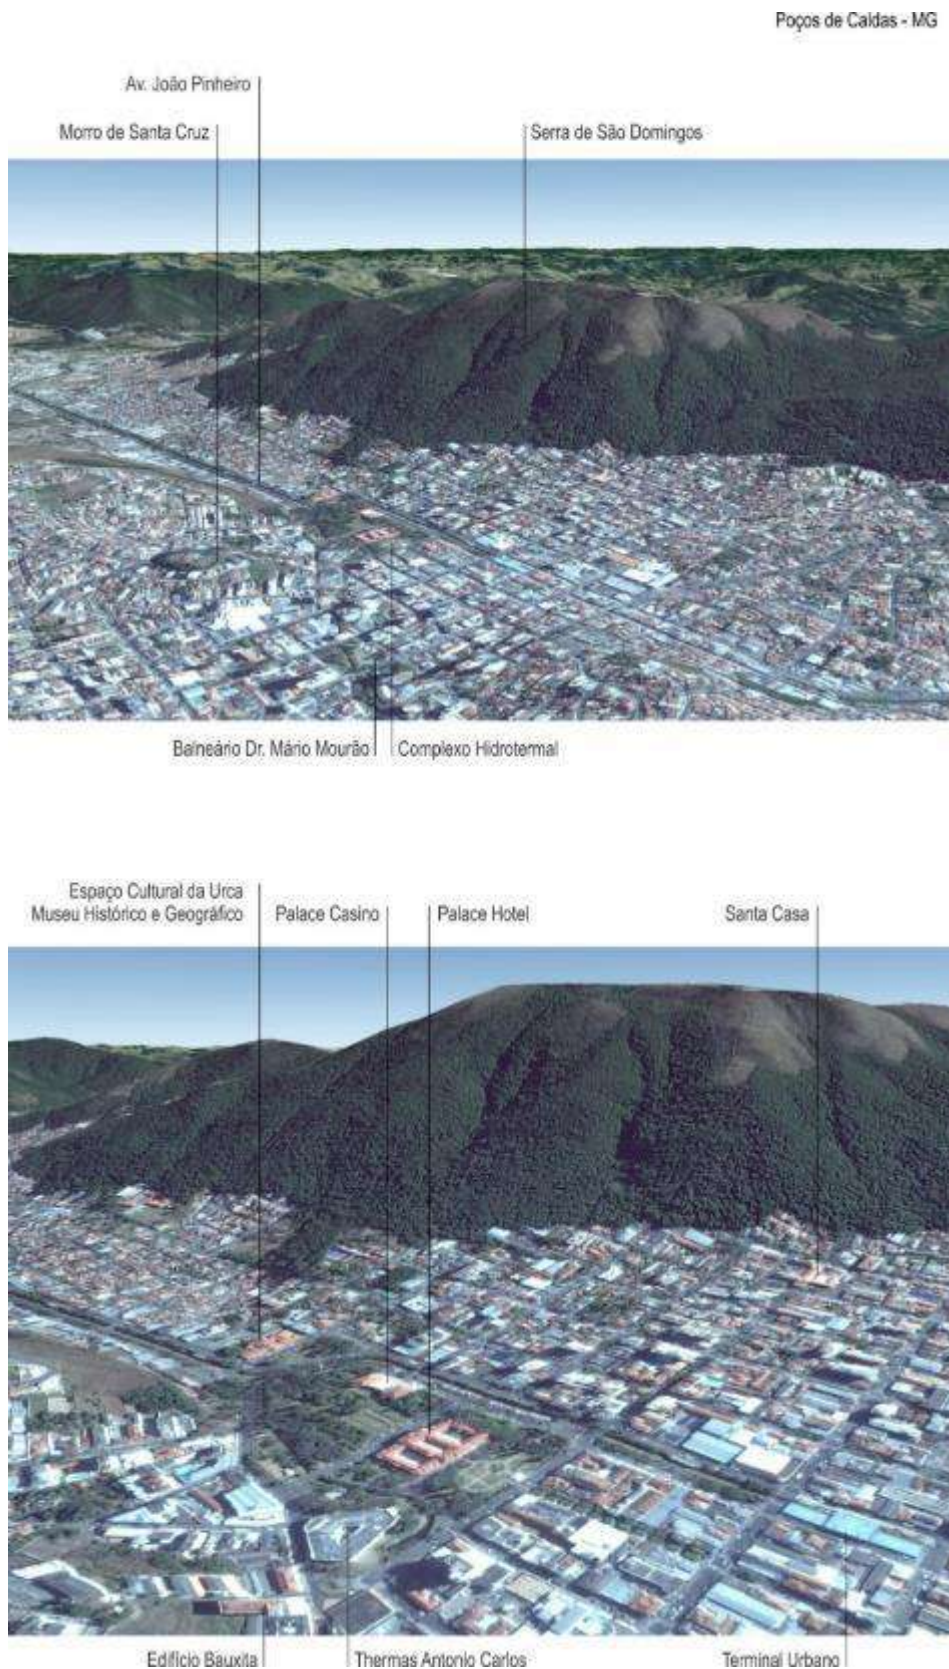 Poços de Caldas - MG
Av. João Pinheiro
Morro de Santa Cruz
Serra de São Domingos
Balneário Dr. Mário Mourão
Complexo Hidrotermal
Espaço Cultural da Urca
Museu Histórico e Geográfico
Palace Casino
Palace Hotel
Santa Casa
Edifício Bauxita
Thermas Antonio Carlos
Terminal Urbano